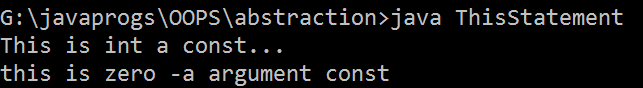 G:\javaprogs\OOPS\abstraction>java ThisStatement
This is int a const...
this is zero -a argument const